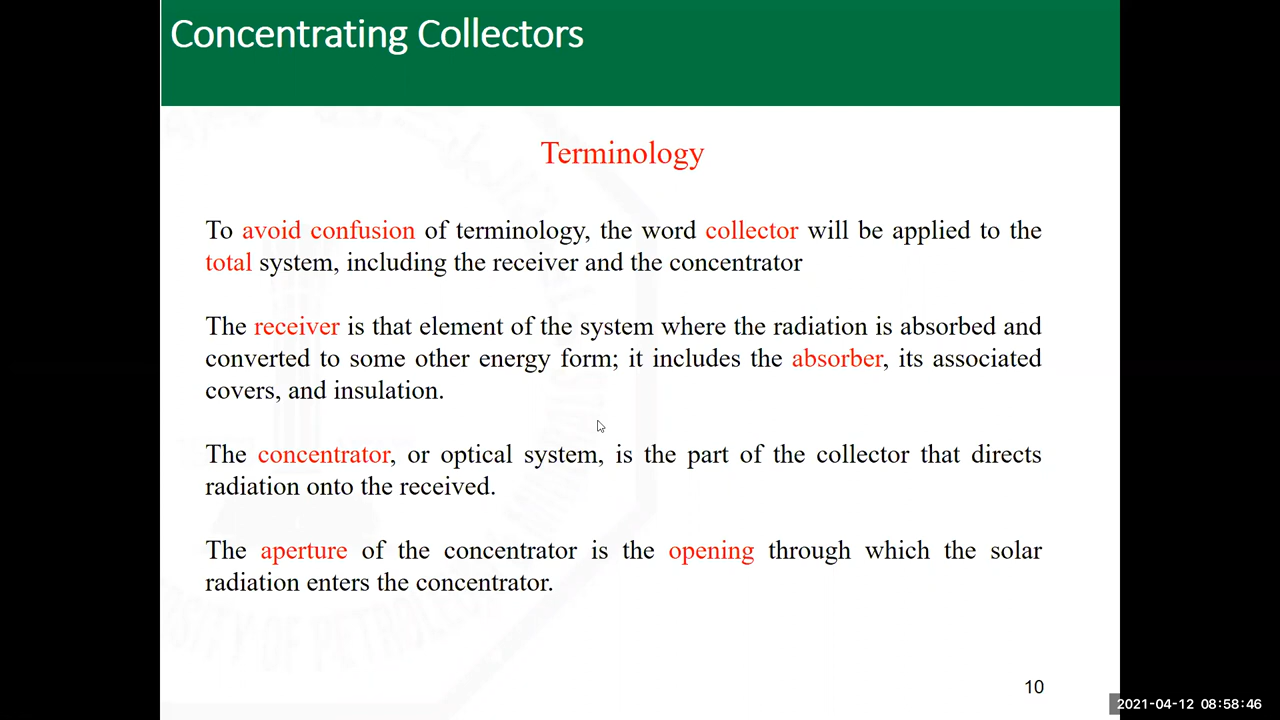 Concentrating Collectors
Terminology
To avoid confusion of terminology, the word collector will be applied to the
total system, including the receiver and the concentrator
The receiver is that element of the system where the radiation is absorbed and
converted to some other energy form; it includes the absorber, its associated
covers, and insulation.
The concentrator, or optical system, is the part of the collector that directs
radiation onto the received.
The aperture of the concentrator is the opening through which the solar
radiation enters the concentrator.
10
2021-04-12 08:58:46